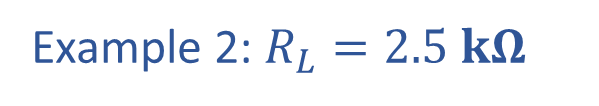 Example 2: R_L = 2.5 kΩ